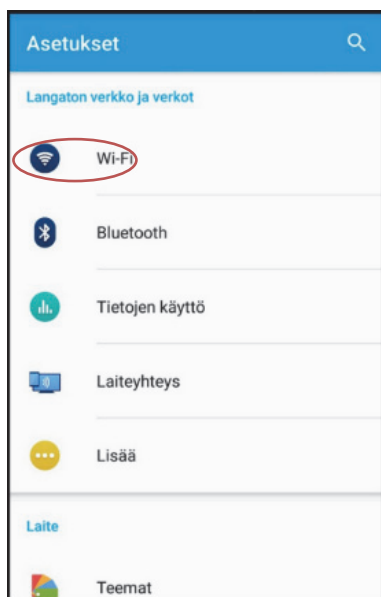 Asetukset
Langaton verkko ja verkot
Wi-Fi
Bluetooth
Tietojen käyttö
Laiteyhteys
Lisää
Laite
Teemat